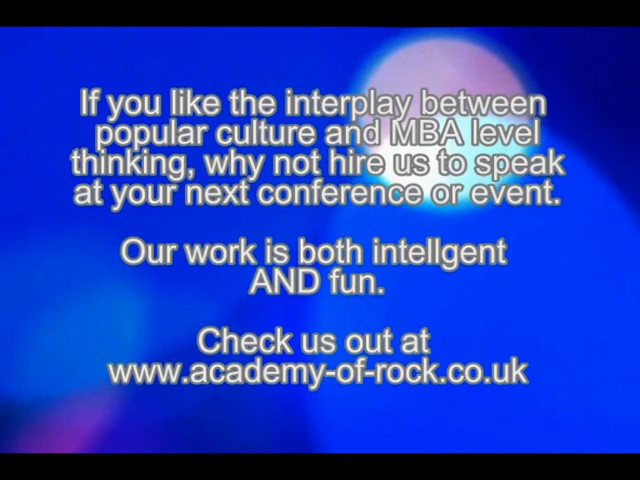 If you like the interplay between
popular culture and MBA level
thinking, why not hire us to speak
at your next conference or event.
Our work is both intellgent
AND fun.
Check us out at
www.academy-of-rock.co.uk